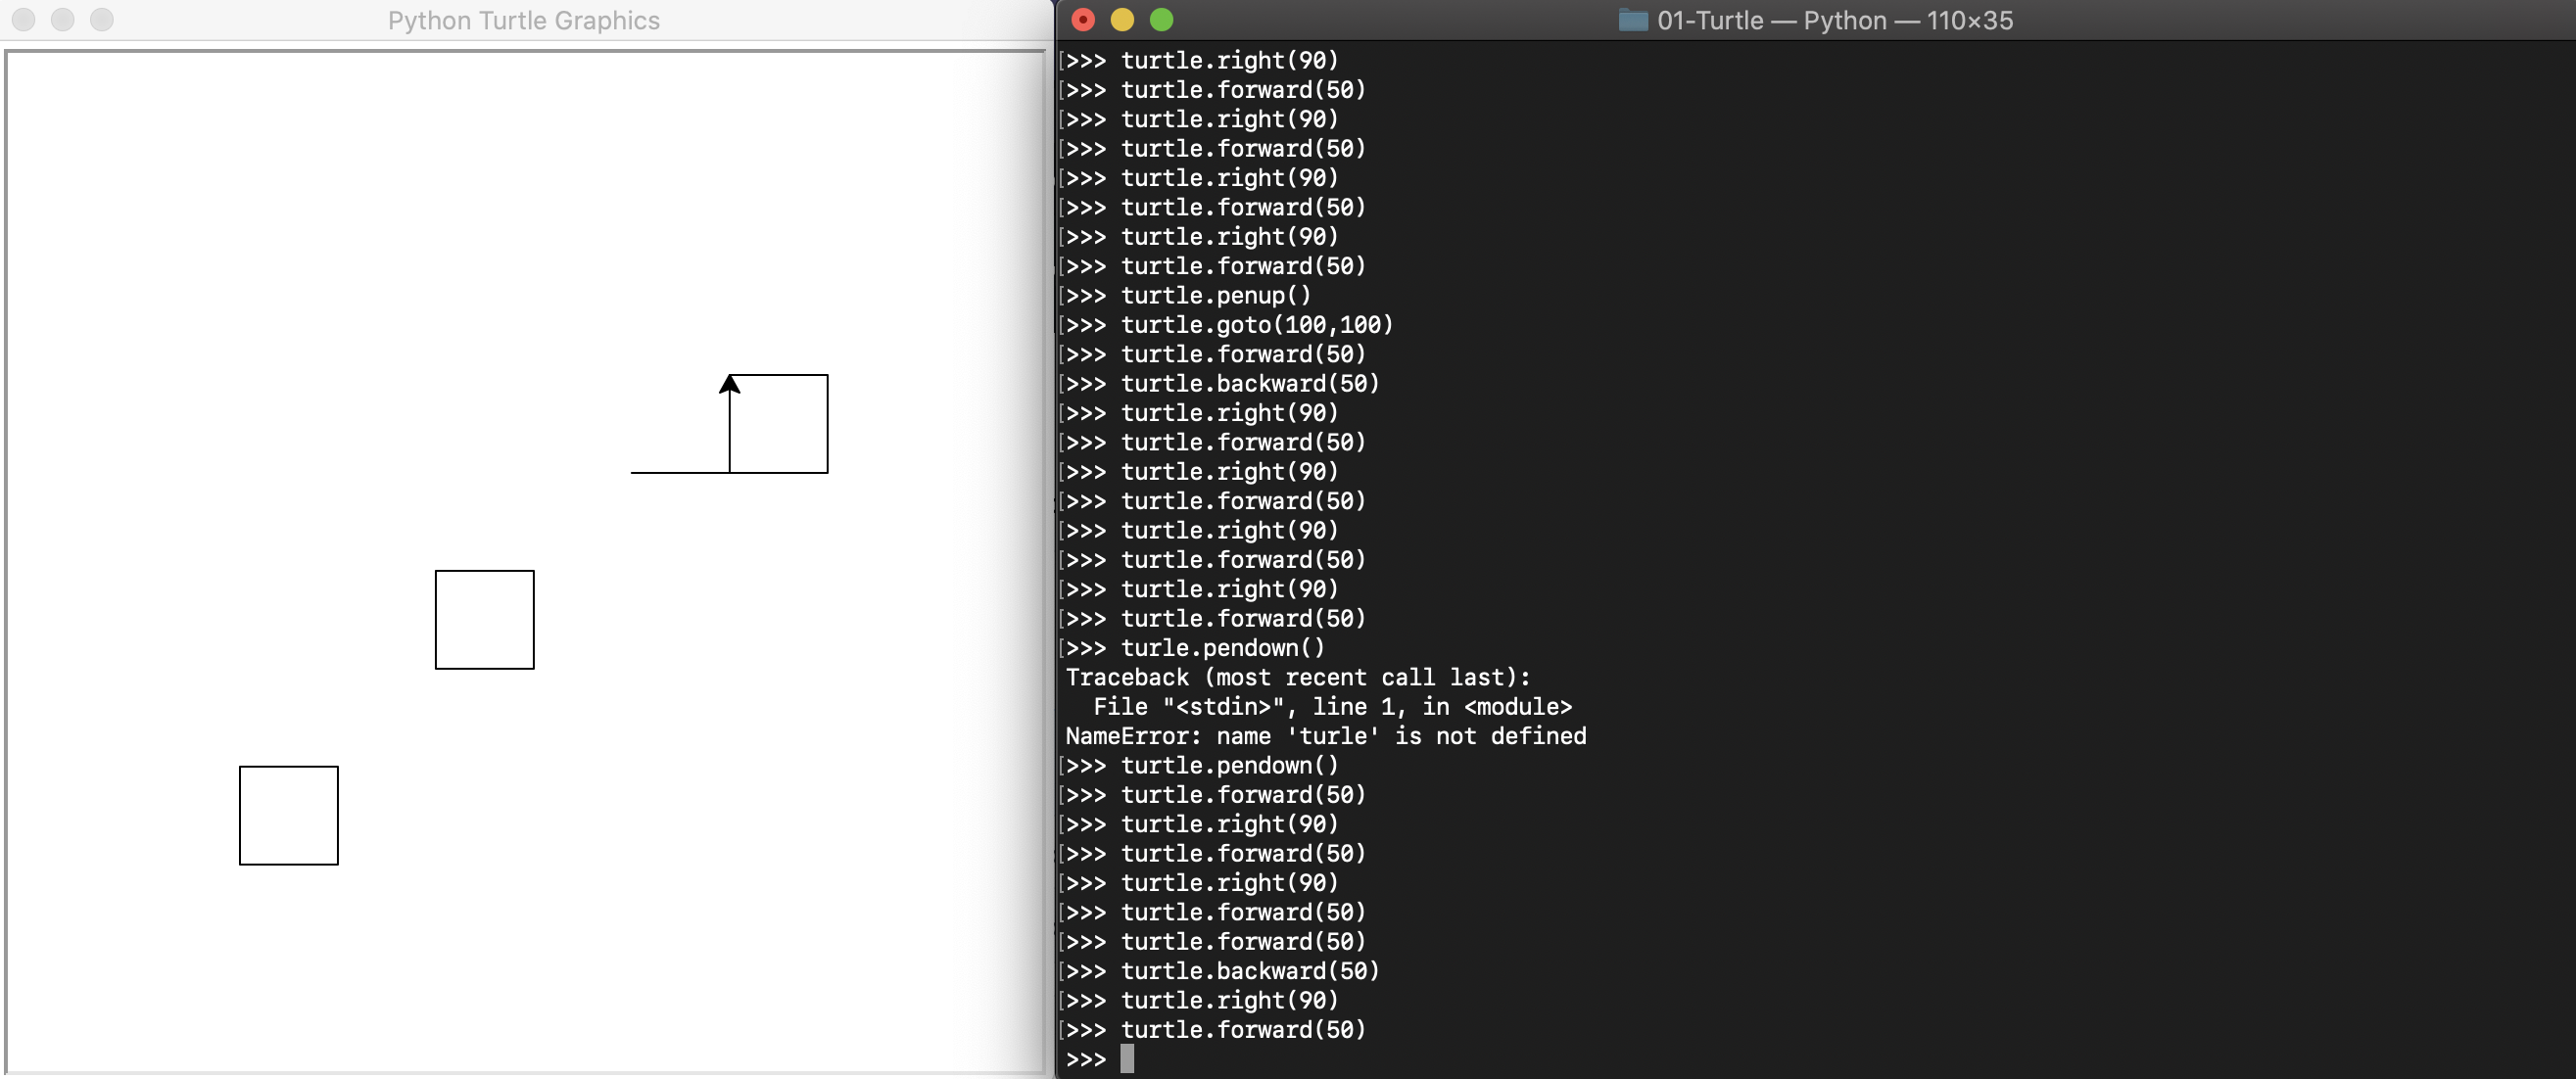 Python Turtle Graphics
01-Turtle — Python — 110×35
[>>> turtle.right(90)
[>>> turtle.forward(50)
[>>> turtle.right(90)
[>>> turtle.forward(50)
[>>> turtle.right(90)
[>>> turtle.forward(50)
[>>> turtle.right(90)
[>>> turtle.forward(50)
[>>> turtle.penup()
[>>> turtle.goto(100,100)
[>>> turtle.forward(50)
[>>> turtle.backward(50)
[>>> turtle.right(90)
[>>> turtle.forward(50)
[>>> turtle.right(90)
[>>> turtle.forward(50)
[>>> turtle.right(90)
[>>> turtle.forward(50)
[>>> turtle.right(90)
[>>> turtle.forward(50)
[>>> turle.pendown()
Traceback (most recent call last):
  File "<stdin>", line 1, in <module>
NameError: name 'turle' is not defined
[>>> turtle.pendown()
[>>> turtle.forward(50)
[>>> turtle.right(90)
[>>> turtle.forward(50)
[>>> turtle.right(90)
[>>> turtle.forward(50)
[>>> turtle.forward(50)
[>>> turtle.backward(50)
[>>> turtle.right(90)
[>>> turtle.forward(50)
>>>